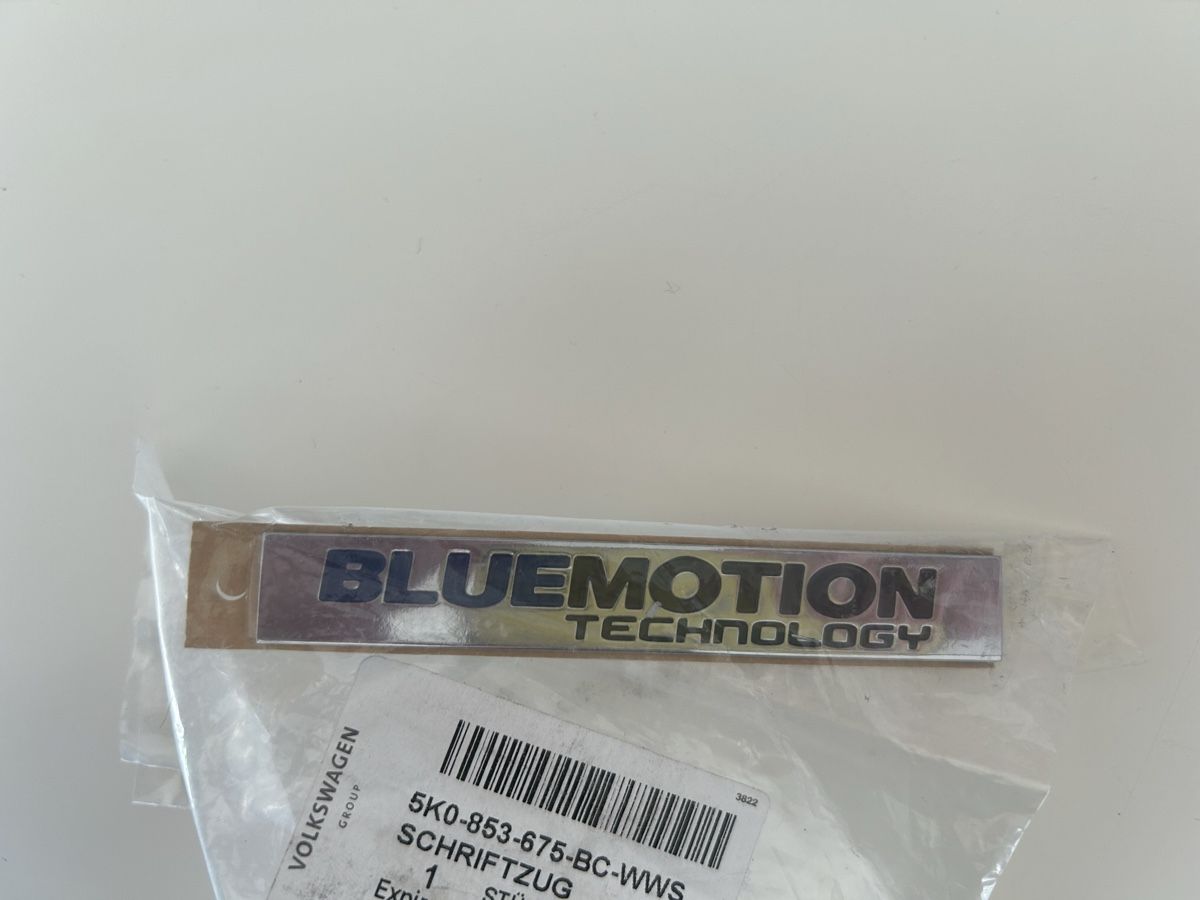 BLUEMOTION
TECHNOLOGY
VOLKSWAGEN
GROUP
3822
5K0-853-675-BC-WWS
SCHRIFTZUG
1